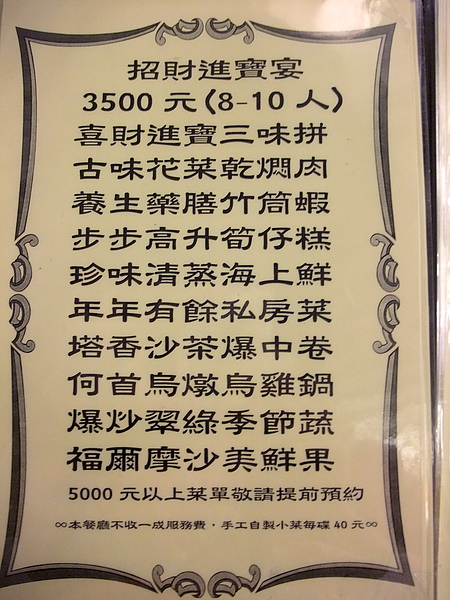 招財進寶宴
3500 元(8-10 人)
喜財進寶三味拼
古味花菜乾燜肉
養生藥膳竹筒蝦
步步高升筍仔糕
珍味清蒸海上鮮
年年有餘私房菜
塔香沙茶爆中卷
何首烏燉烏雞鍋
爆炒翠綠季節蔬
福爾摩沙美鮮果
5000 元以上菜單敬請提前預約
∞本餐廳不收一成服務費，手工自製小菜每碟 40 元∞